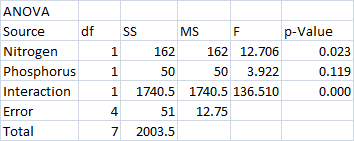 ANOVA
Source df SS MS F p-Value
Nitrogen 1 162 162 12.706 0.023
Phosphorus 1 50 50 3.922 0.119
Interaction 1 1740.5 1740.5 136.510 0.000
Error 4 51 12.75
Total 7 2003.5